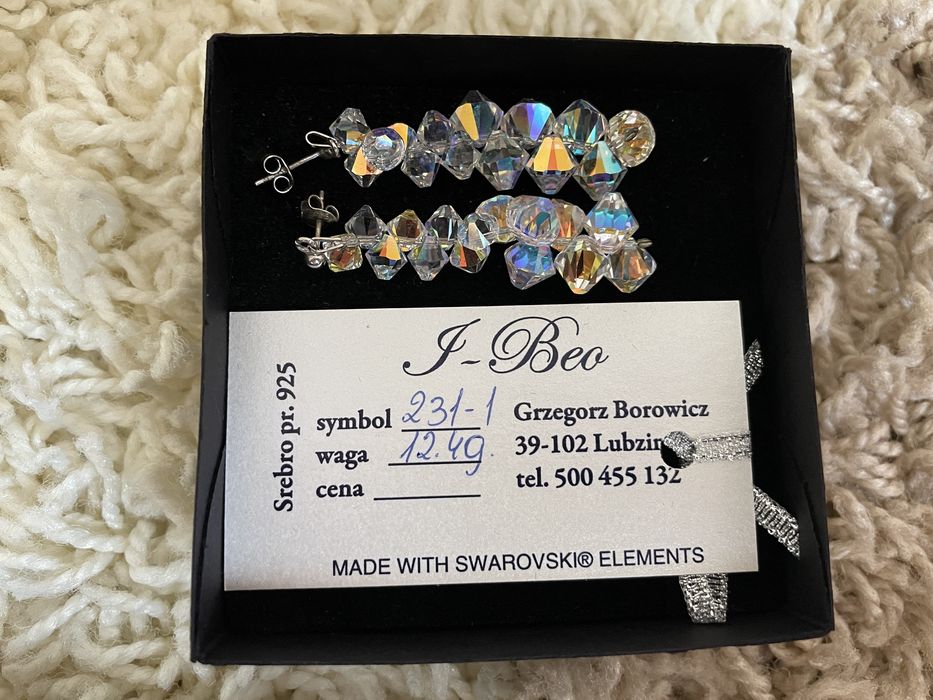 I-Beo
Srebro pr. 925
symbol 231-1
waga 12.4g.
cena
Grzegorz Borowicz
39-102
tel. 500 455 132
MADE WITH SWAROVSKI® ELEMENTS